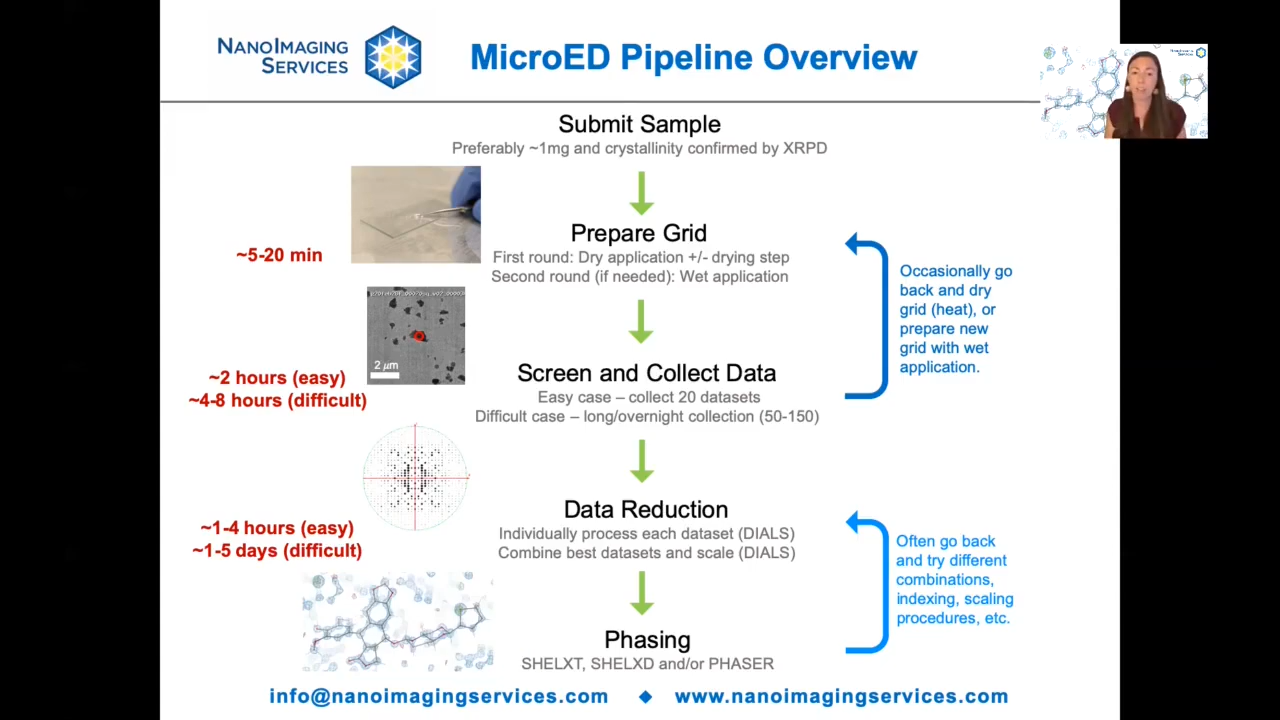 NANOIMAGING
SERVICES
MicroED Pipeline Overview
Submit Sample
Preferably ~1mg and crystallinity confirmed by XRPD
~5-20 min
Prepare Grid
First round: Dry application +/- drying step
Second round (if needed): Wet application
Occasionally go
back and dry
grid (heat), or
prepare new
grid with wet
application.
2 µm
~2 hours (easy)
~4-8 hours (difficult)
Screen and Collect Data
Easy case – collect 20 datasets
Difficult case – long/overnight collection (50-150)
~1-4 hours (easy)
~1-5 days (difficult)
Data Reduction
Individually process each dataset (DIALS)
Combine best datasets and scale (DIALS)
Often go back
and try different
combinations,
indexing, scaling
procedures, etc.
Phasing
SHELXT, SHELXD and/or PHASER
info@nanoimagingservices.com ◆ www.nanoimagingservices.com